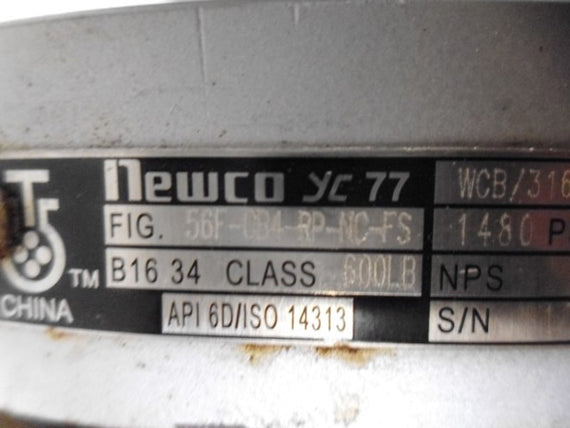 newco yc 77 WCB/316
FIG. 56F-CB4-RP-NC-FS 1480 P
B16 34 CLASS 600LB NPS
TM
CHINA
API 6D/ISO 14313 S/N